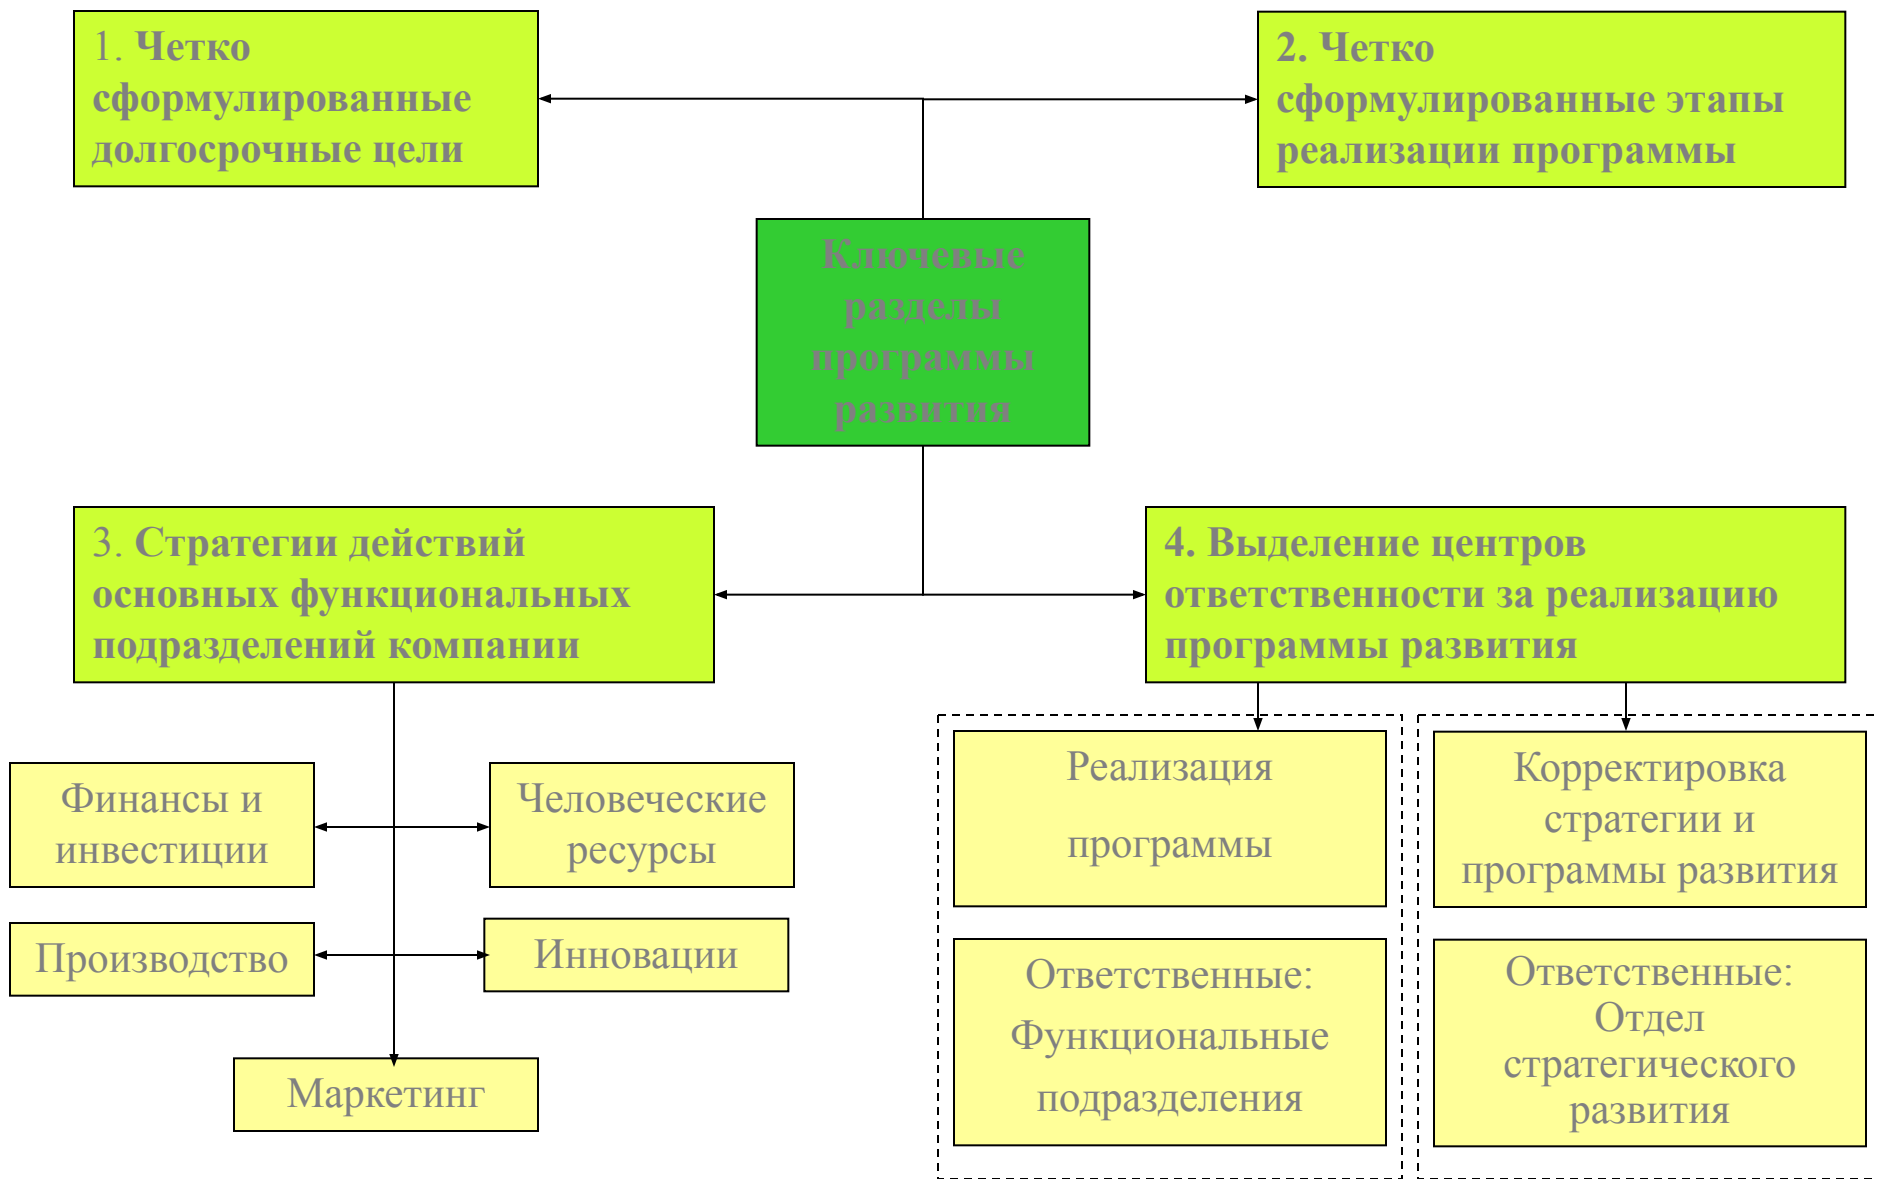 1. Четко
сформулированные
долгосрочные цели
2. Четко
сформулированные этапы
реализации программы
Ключевые
разделы
программы
развития
3. Стратегии действий
основных функциональных
подразделений компании
4. Выделение центров
ответственности за реализацию
программы развития
Финансы и
инвестиции
Человеческие
ресурсы
Производство
Инновации
Маркетинг
Реализация
программы
Корректировка
стратегии и
программы развития
Ответственные:
Функциональные
подразделения
Ответственные:
Отдел
стратегического
развития